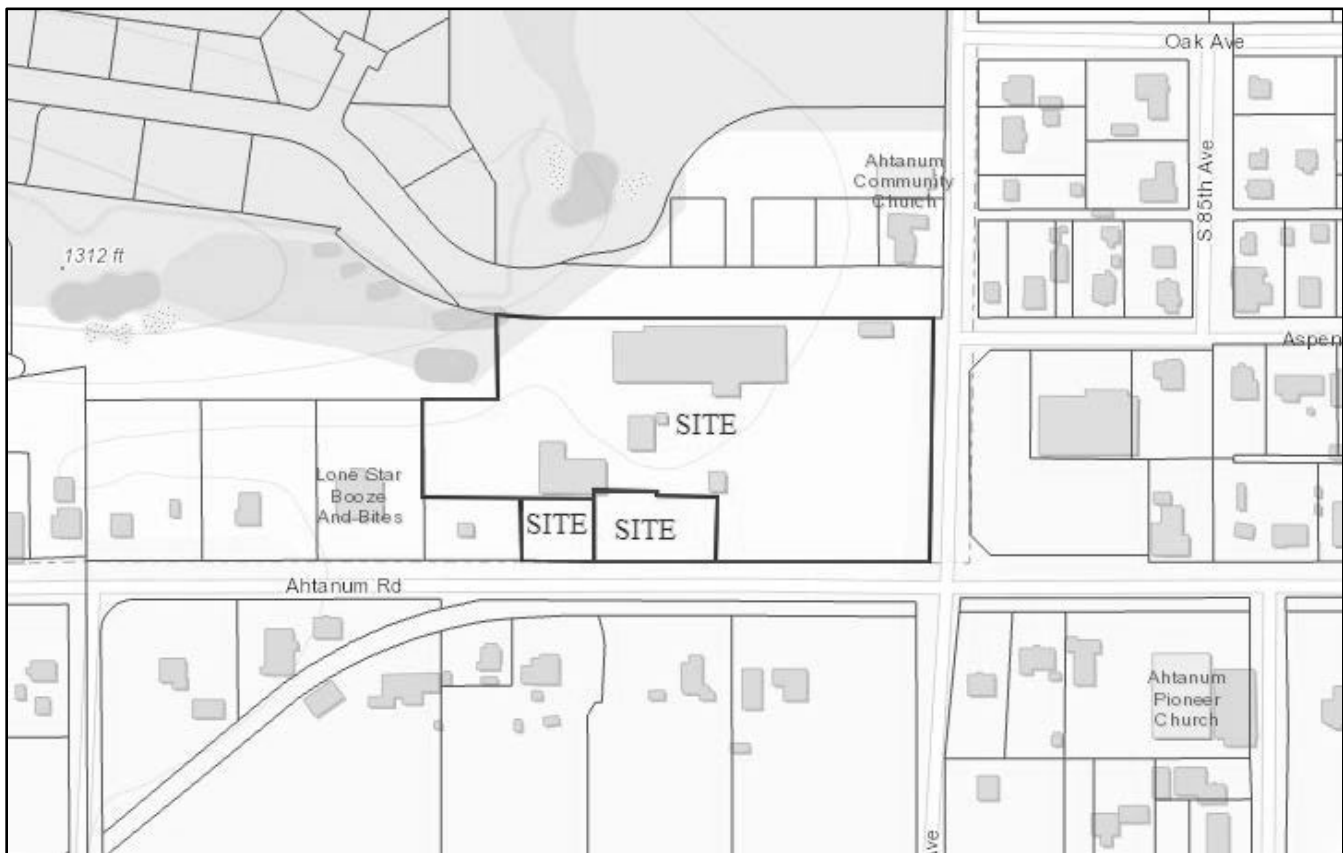 Oak Ave
S 85th Ave
Ahtanum
Community
Church
1312 ft
Aspen
SITE
Lone Star
Booze
And Bites
SITE
SITE
Ahtanum Rd
Ahtanum
Pioneer
Church
Ave